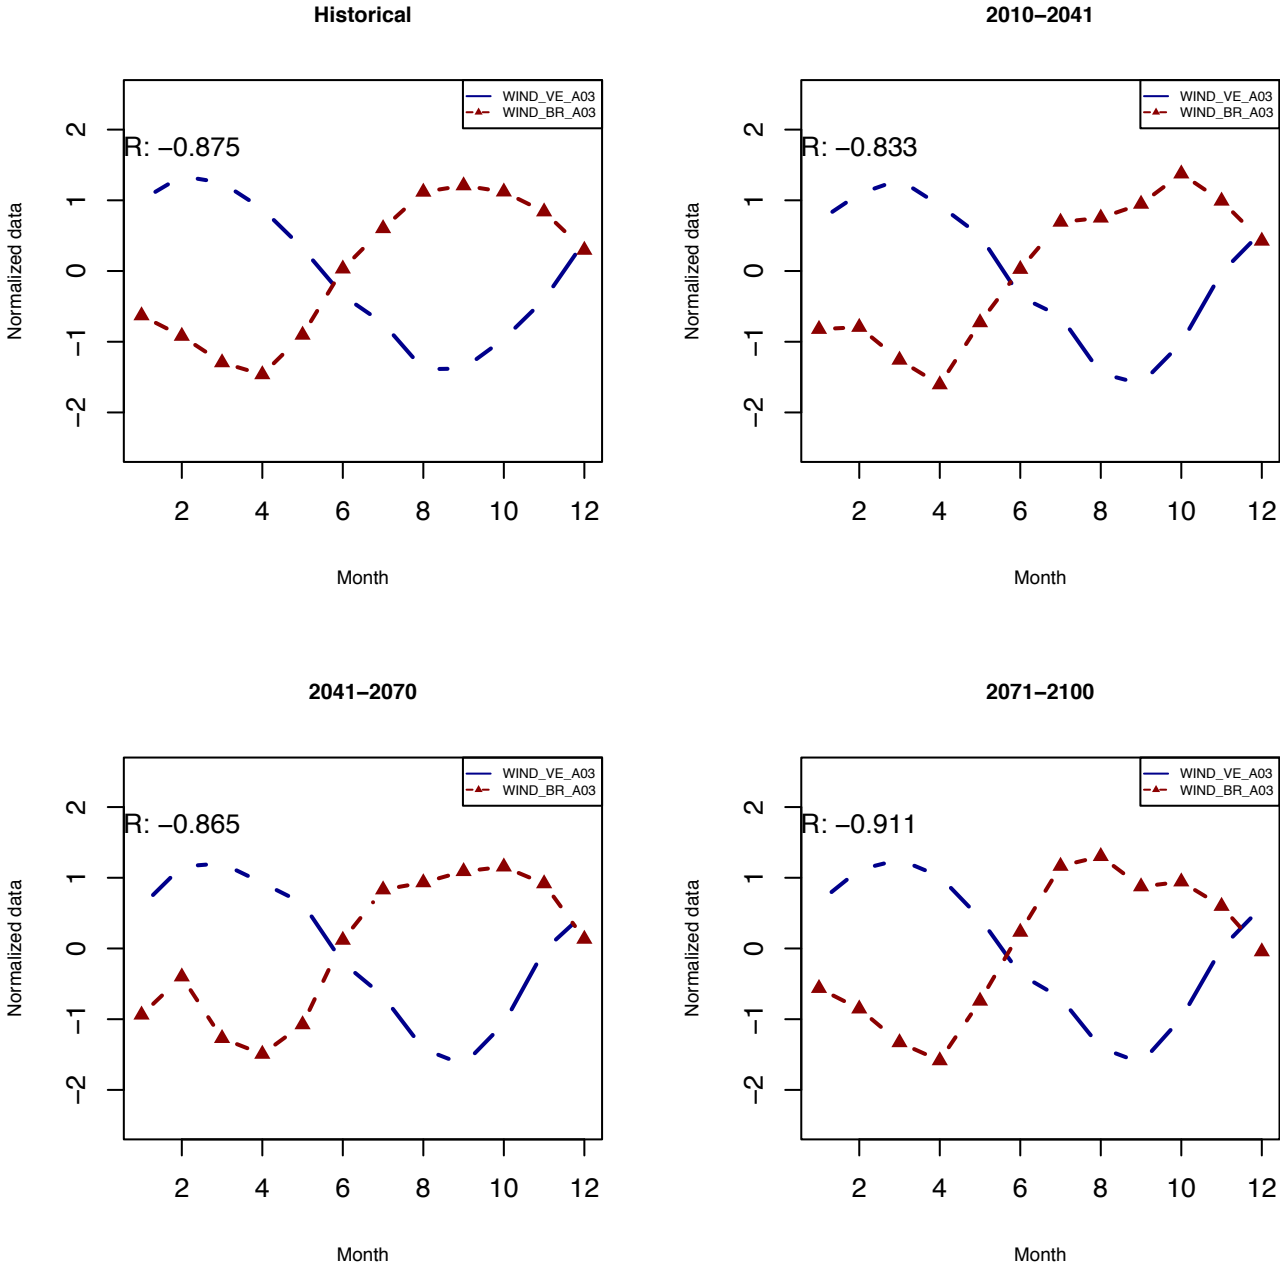 Historical
WIND_VE_A03
WIND_BR_A03
R: −0.875
Normalized data
2
1
0
−1
−2
2 4 6 8 10 12
Month
2010−2041
WIND_VE_A03
WIND_BR_A03
R: −0.833
Normalized data
2
1
0
−1
−2
2 4 6 8 10 12
Month
2041−2070
WIND_VE_A03
WIND_BR_A03
R: −0.865
Normalized data
2
1
0
−1
−2
2 4 6 8 10 12
Month
2071−2100
WIND_VE_A03
WIND_BR_A03
R: −0.911
Normalized data
2
1
0
−1
−2
2 4 6 8 10 12
Month